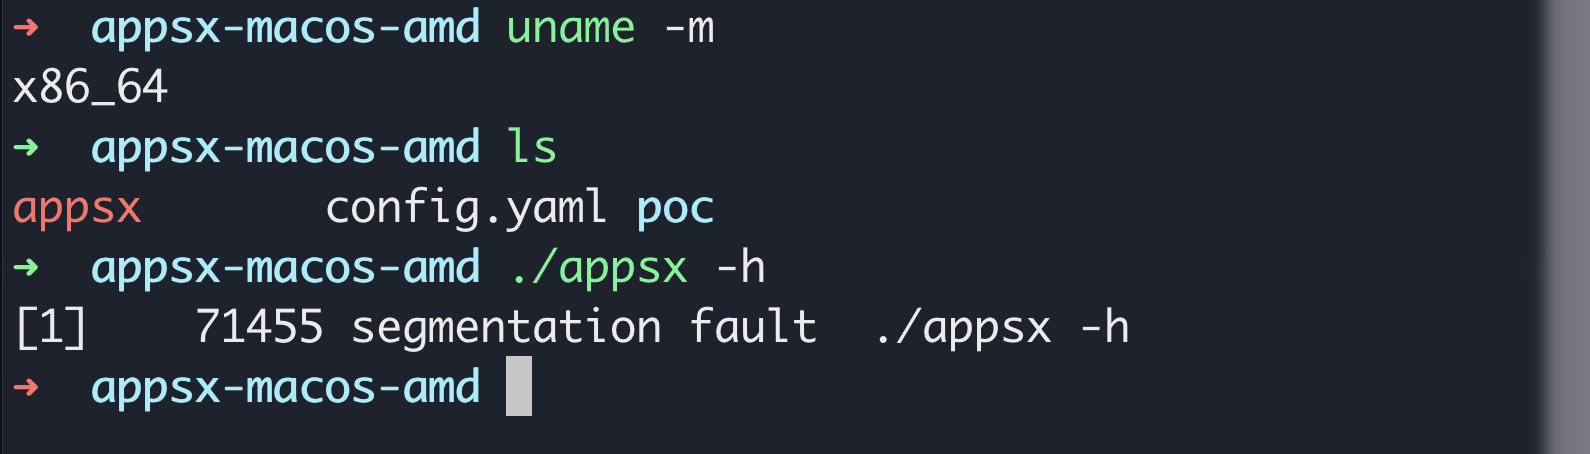 ➜  appsx-macos-amd uname -m
x86_64
➜  appsx-macos-amd ls
appsx       config.yaml poc
➜  appsx-macos-amd ./appsx -h
[1]    71455 segmentation fault  ./appsx -h
➜  appsx-macos-amd